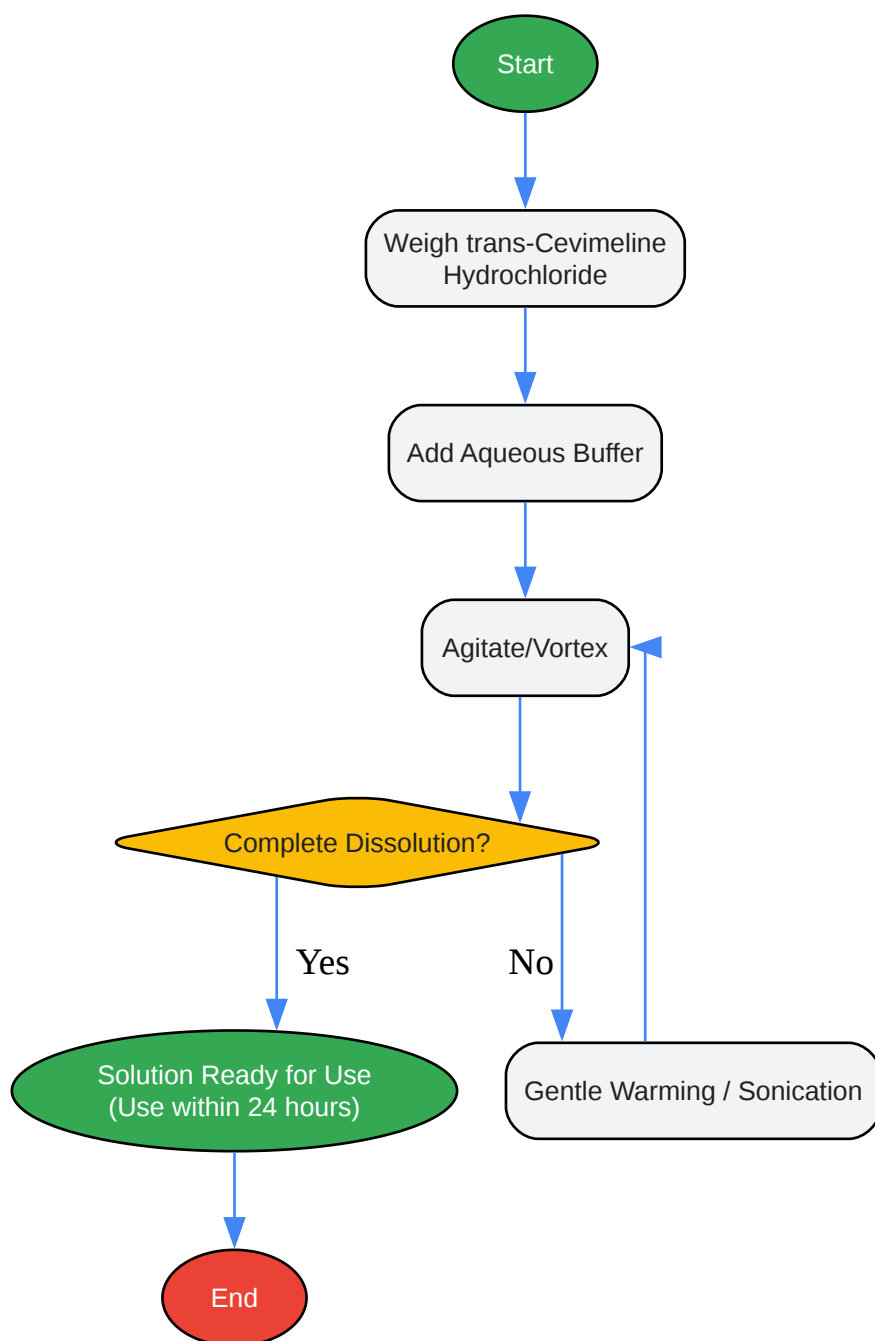 Start
Weigh trans-Cevimeline
Hydrochloride
Add Aqueous Buffer
Agitate/Vortex
Complete Dissolution?
Yes
No
Solution Ready for Use
(Use within 24 hours)
Gentle Warming / Sonication
End